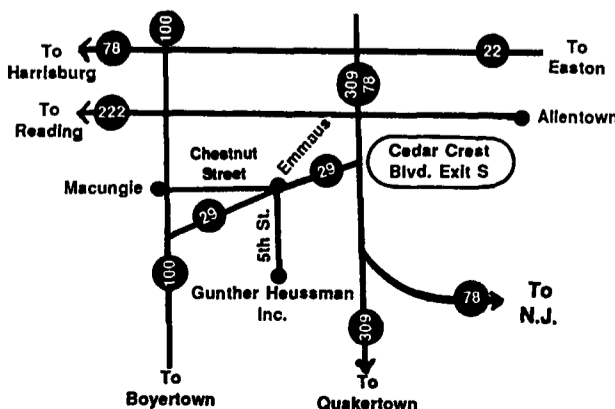 100
To
Harrisburg
78
22
To
Easton
309
78
To
Reading
222
Allentown
Chestnut
Street
Emmaus
29
Cedar Crest
Blvd. Exit S
Macungie
29
5th St.
100
Gunther Heussman
Inc.
78
To
N.J.
309
To
Boyertown
To
Quakertown